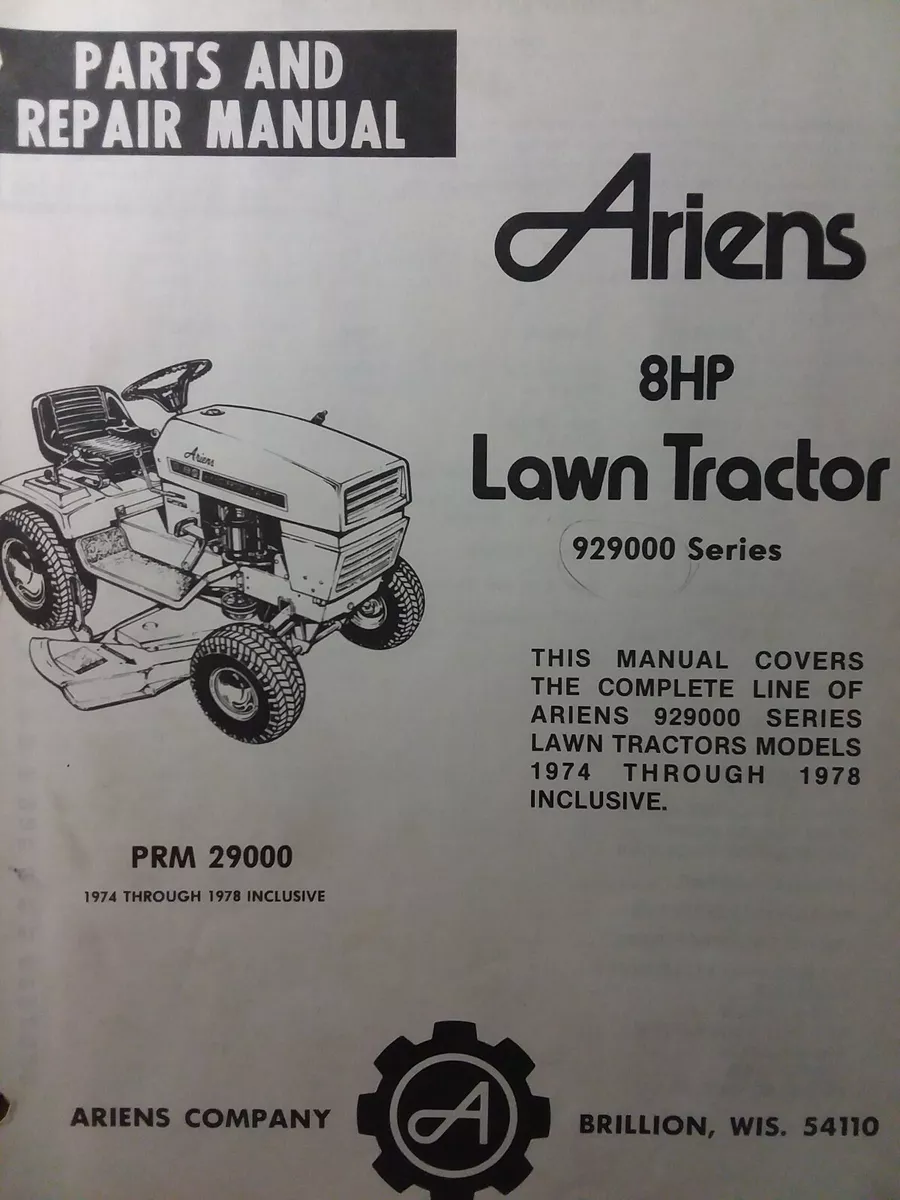 PARTS AND
REPAIR MANUAL
Ariens
8HP
Lawn Tractor
929000 Series
Ariens
THIS MANUAL COVERS
THE COMPLETE LINE OF
ARIENS 929000 SERIES
LAWN TRACTORS MODELS
1974 THROUGH 1978
INCLUSIVE.
PRM 29000
1974 THROUGH 1978 INCLUSIVE
ARIENS COMPANY
A
BRILLION, WIS. 54110